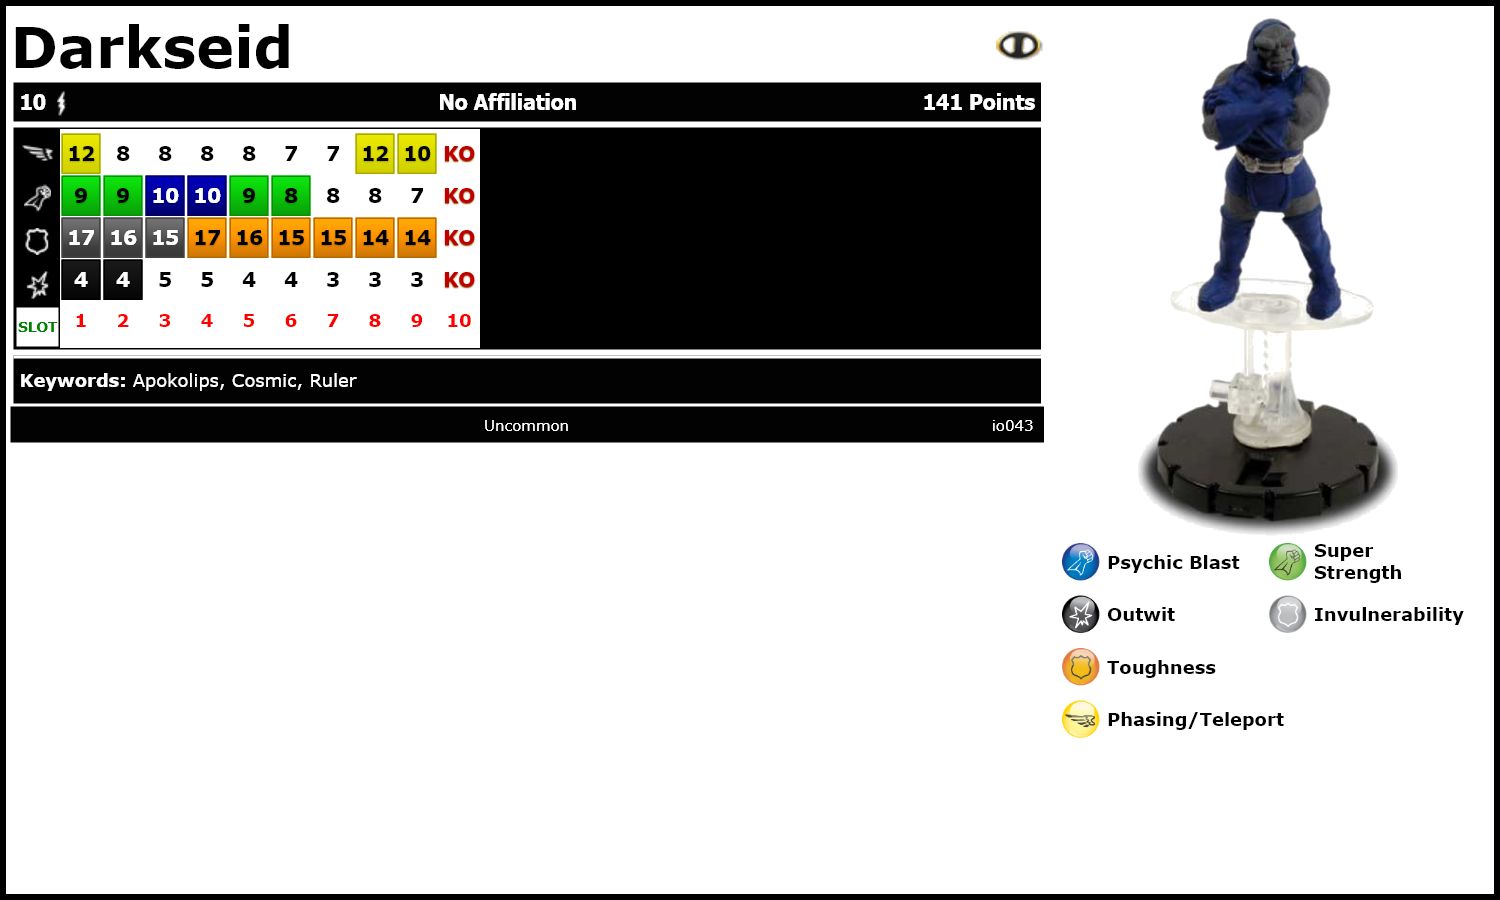 Darkseid
10 No Affiliation 141 Points
12 8 8 8 8 7 7 12 10 KO
9 9 10 10 9 8 8 8 7 KO
17 16 15 17 16 15 15 14 14 KO
4 4 5 5 4 4 3 3 3 KO
SLOT 1 2 3 4 5 6 7 8 9 10
Keywords: Apokolips, Cosmic, Ruler
Uncommon io043
Psychic Blast
Super
Strength
Outwit
Invulnerability
Toughness
Phasing/Teleport